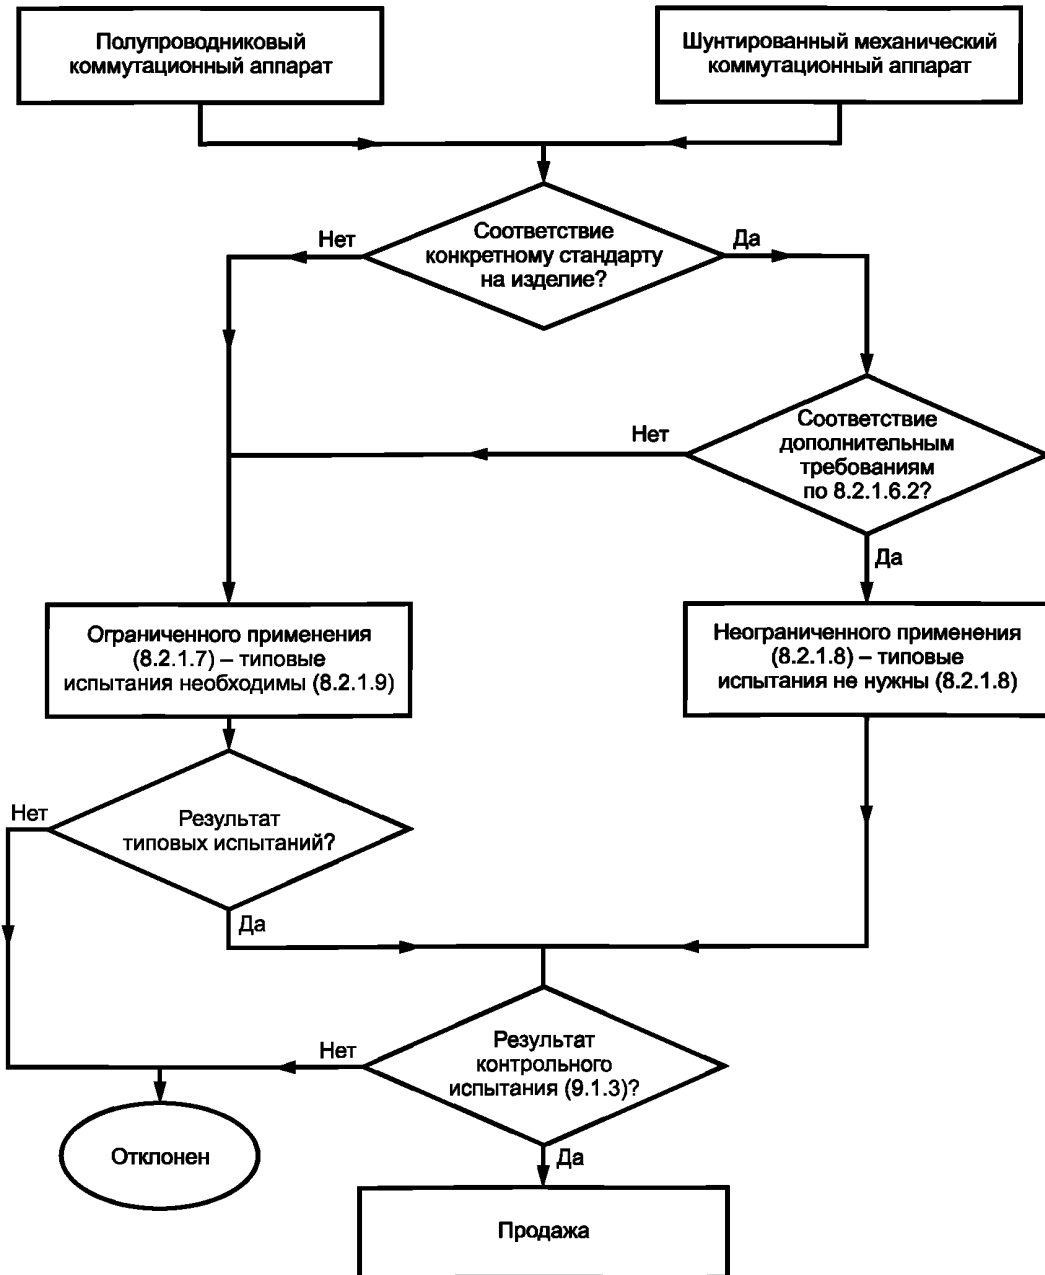 Полупроводниковый
коммутационный аппарат
Шунтированный механический
коммутационный аппарат
Соответствие
конкретному стандарту
на изделие?
Нет
Да
Соответствие
дополнительным
требованиям
по 8.2.1.6.2?
Нет
Да
Ограниченного применения
(8.2.1.7) – типовые
испытания необходимы (8.2.1.9)
Неограниченного применения
(8.2.1.8) – типовые
испытания не нужны (8.2.1.8)
Нет
Результат
типовых испытаний?
Да
Результат
контрольного
испытания (9.1.3)?
Нет
Да
Отклонен
Продажа